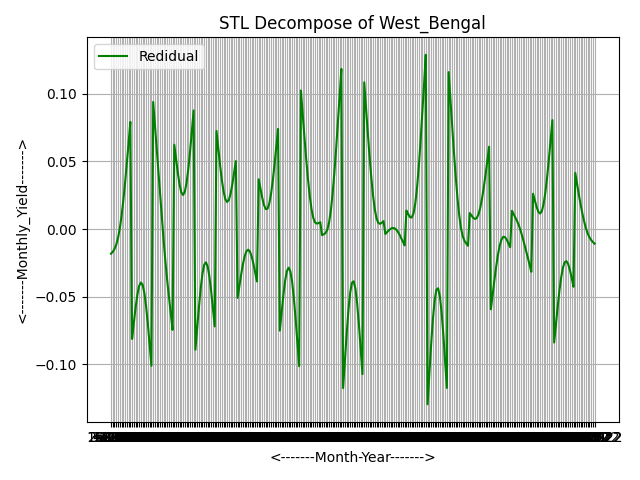 STL Decompose of West_Bengal
Redidual
0.10
0.05
0.00
−0.05
−0.10
<------Monthly_Yield------->
<-------Month-Year------->